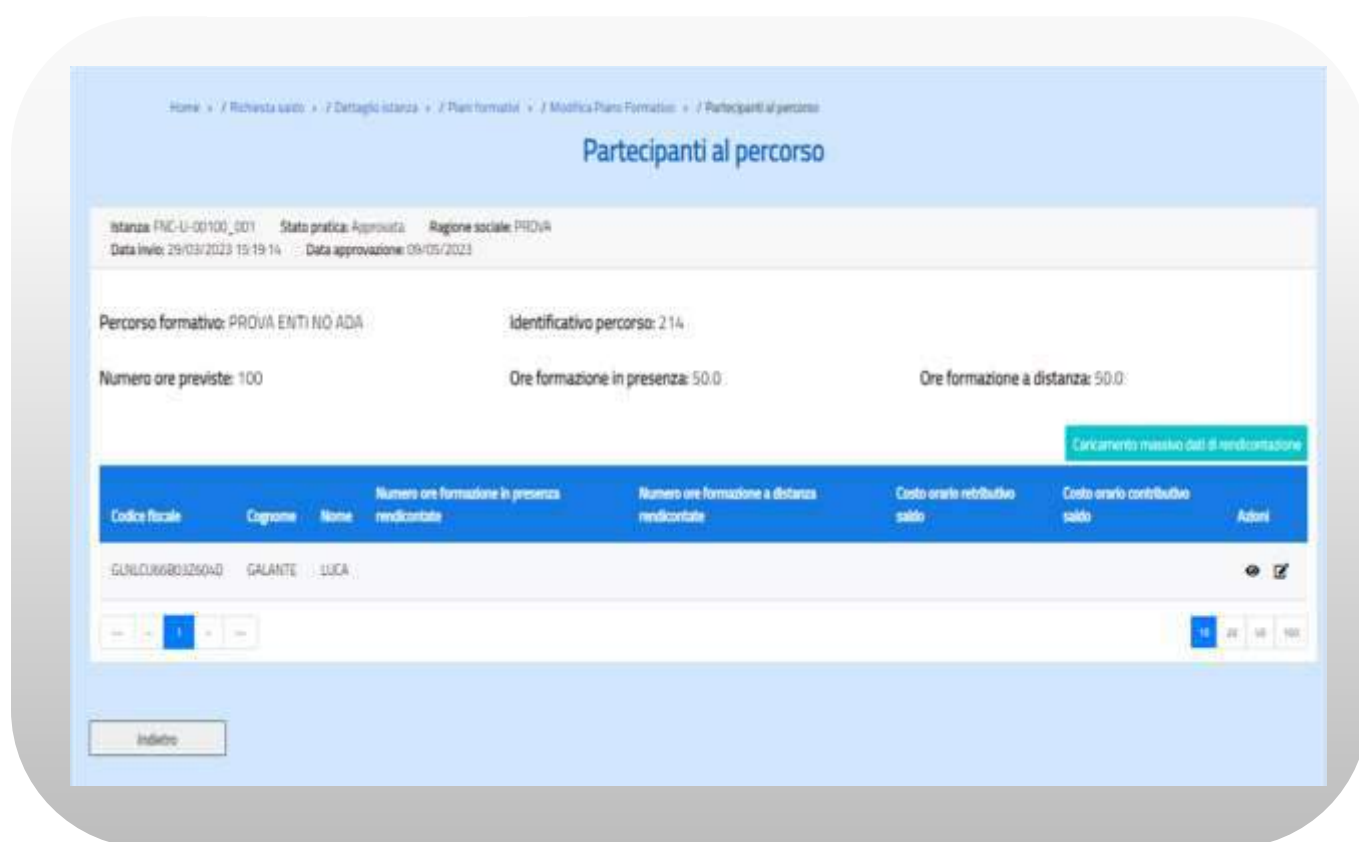 Home » / Richiesta saldo » / Dettaglio istanza » / Piani formativi » / Modifica Piano Formativo » / Partecipanti al percorso
Partecipanti al percorso
Istanza: FNC-U-00100_001 Stato pratica: Approvata Ragione sociale: PROVA
Data invio: 29/03/2023 15:19:14 Data approvazione: 09/05/2023
Percorso formativo: PROVA ENTI NO ADA Identificativo percorso: 214
Numero ore previste: 100 Ore formazione in presenza: 50.0 Ore formazione a distanza: 50.0
Caricamento massivo dati di rendicontazione
Codice fiscale Cognome Nome Numero ore formazione in presenza rendicontate Numero ore formazione a distanza rendicontate Costo orario retributivo saldo Costo orario contributivo saldo Azioni
GALANTE LUCA
1 10 20 50 100
Indietro